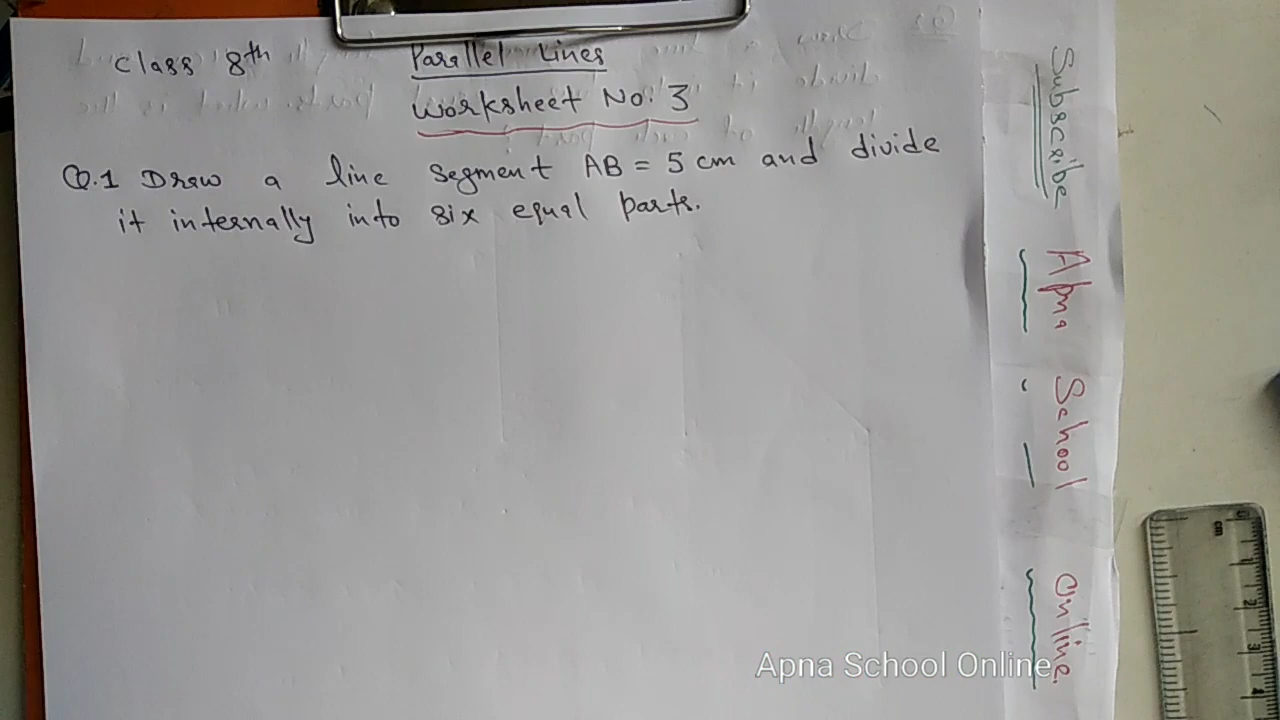 Class 8th
Parallel Lines
Worksheet No. 3
Q.1 Draw a line segment AB = 5 cm and divide
it internally into six equal parts.
Subscribe Apna School Online.
cm
Apna School Online